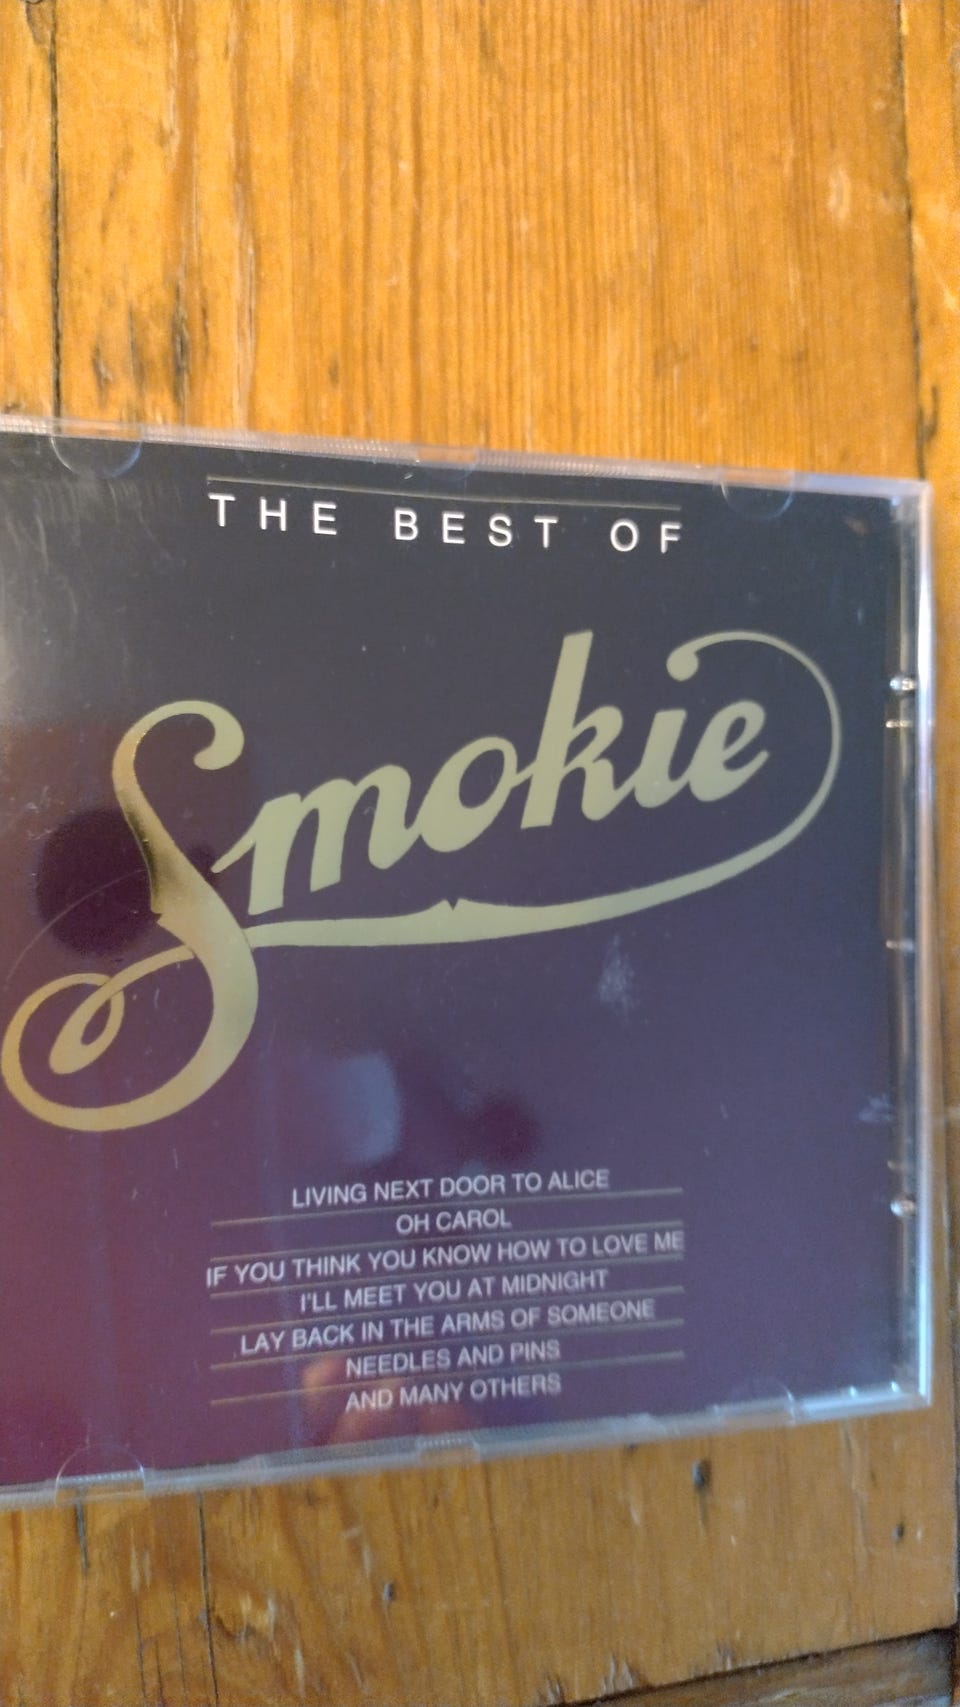 THE BEST OF
Smokie
LIVING NEXT DOOR TO ALICE
OH CAROL
IF YOU THINK YOU KNOW HOW TO LOVE ME
I'LL MEET YOU AT MIDNIGHT
LAY BACK IN THE ARMS OF SOMEONE
NEEDLES AND PINS
AND MANY OTHERS